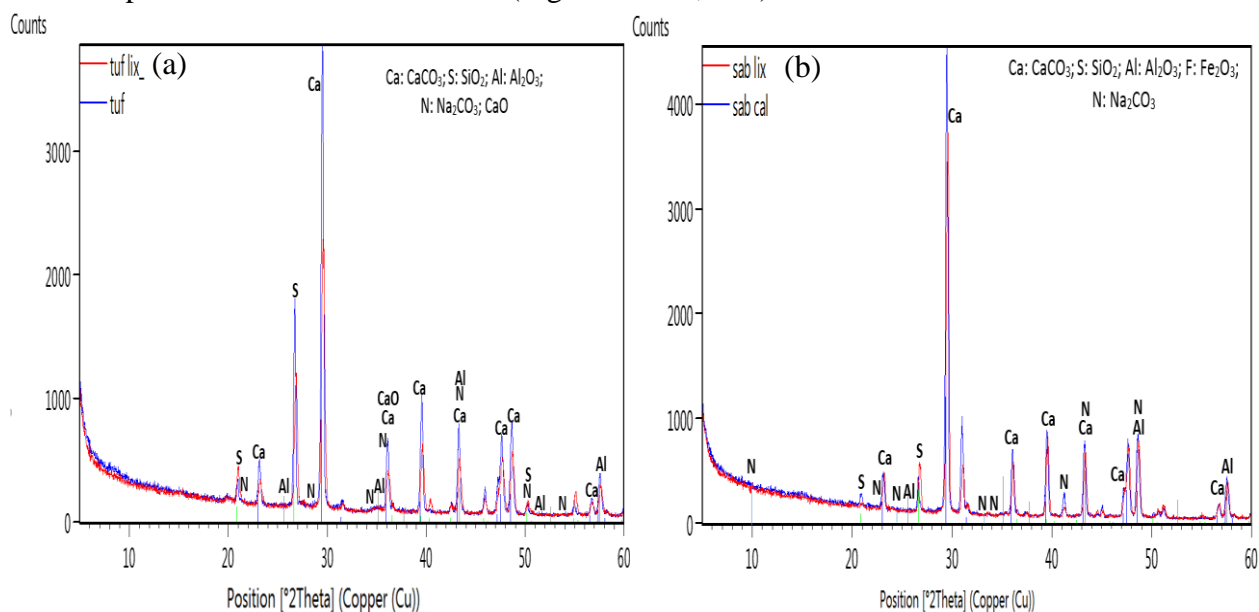 Counts
tuf lix_
(a)
tuf
Ca: CaCO₃; S: SiO₂; Al: Al₂O₃;
N: Na₂CO₃; CaO
Ca
3000
2000
1000
0
S
S
N
Ca
Al
N
CaO
Ca
N
Al
N
Ca
Al
N
Ca
Ca
Ca
S
N
Al
N
Ca
Al
10 20 30 40 50 60
Position [°2Theta] (Copper (Cu))
Counts
sab lix
(b)
sab cal
Ca: CaCO₃; S: SiO₂; Al: Al₂O₃, F: Fe₂O₃;
N: Na₂CO₃
Ca
4000
3000
2000
1000
0
N
S
N
Ca
N
Al
S
N N
Ca
Ca
N
N
Ca
Ca
N
Al
Ca
Al
10 20 30 40 50 60
Position [°2Theta] (Copper (Cu))